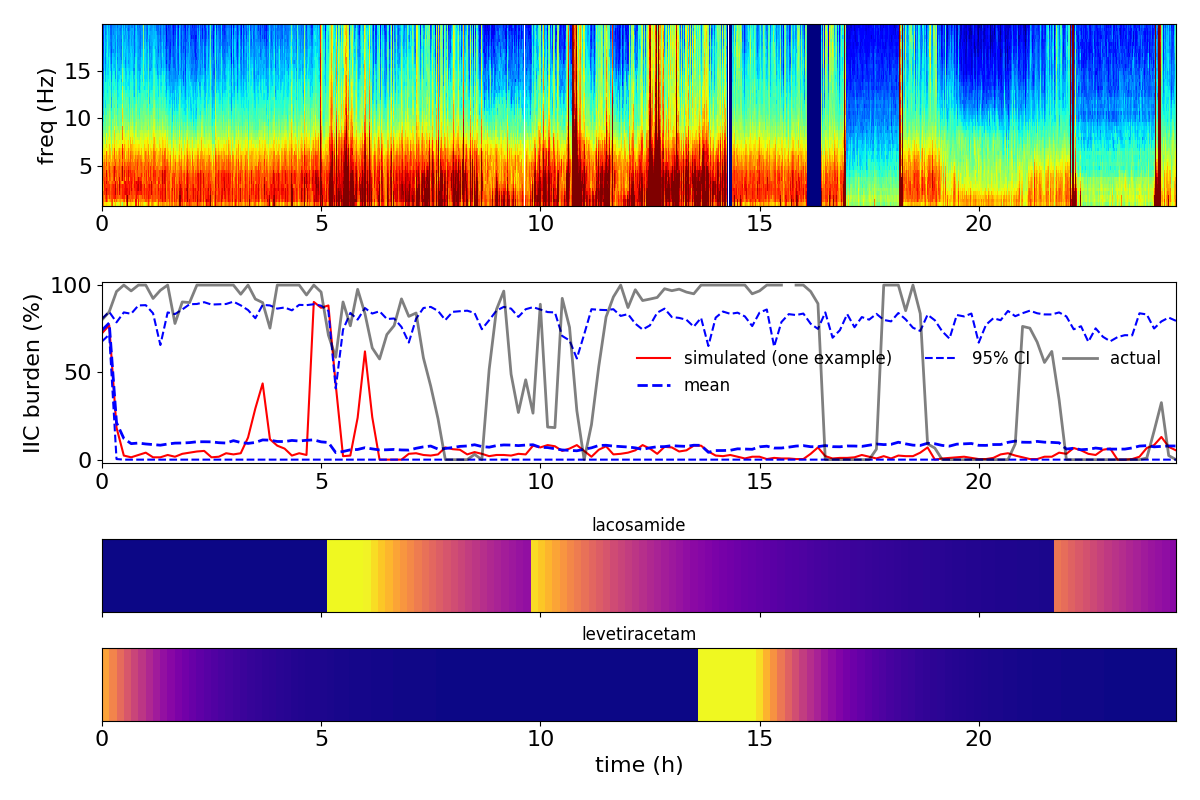 freq (Hz)
15
10
5
0 5 10 15 20
IIC burden (%)
100
50
0
simulated (one example) 95% CI actual
mean
0 5 10 15 20
lacosamide
levetiracetam
0 5 10 15 20
time (h)